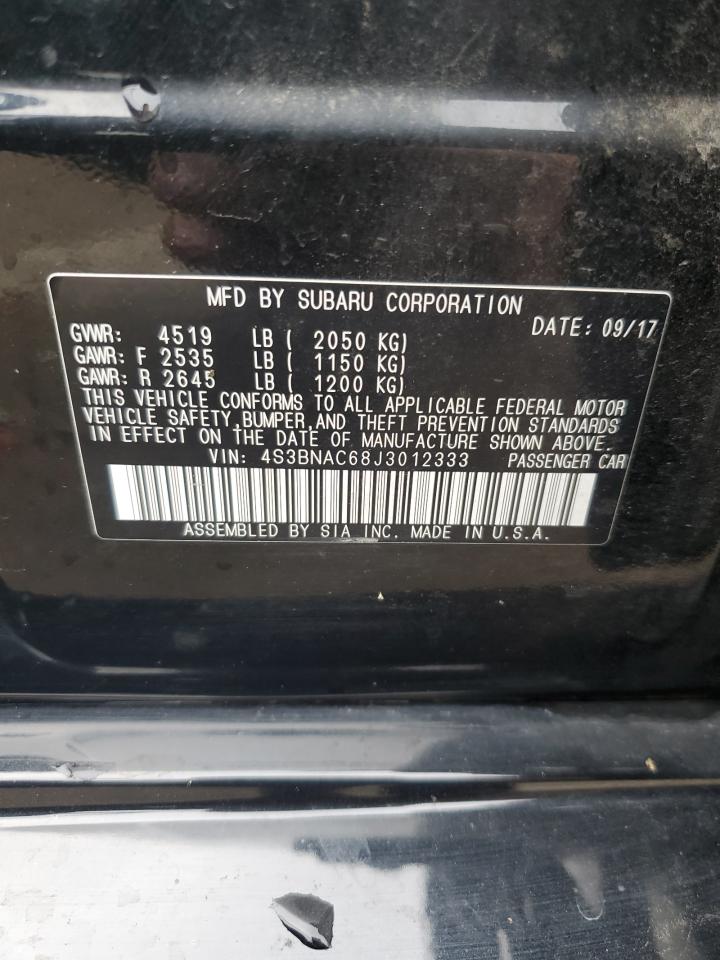 MFD BY SUBARU CORPORATION
DATE: 09/17
GVWR: 4519 LB ( 2050 KG)
GAWR: F 2535 LB ( 1150 KG)
GAWR: R 2645 LB ( 1200 KG)
THIS VEHICLE CONFORMS TO ALL APPLICABLE FEDERAL MOTOR
VEHICLE SAFETY,BUMPER,AND THEFT PREVENTION STANDARDS
IN EFFECT ON THE DATE OF MANUFACTURE SHOWN ABOVE.
VIN: 4S3BNAC68J3012333 PASSENGER CAR
ASSEMBLED BY SIA INC. MADE IN U.S.A.